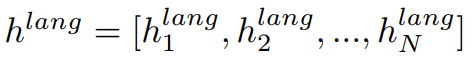 $h^{lang} = [h_1^{lang}, h_2^{lang}, ..., h_N^{lang}]$